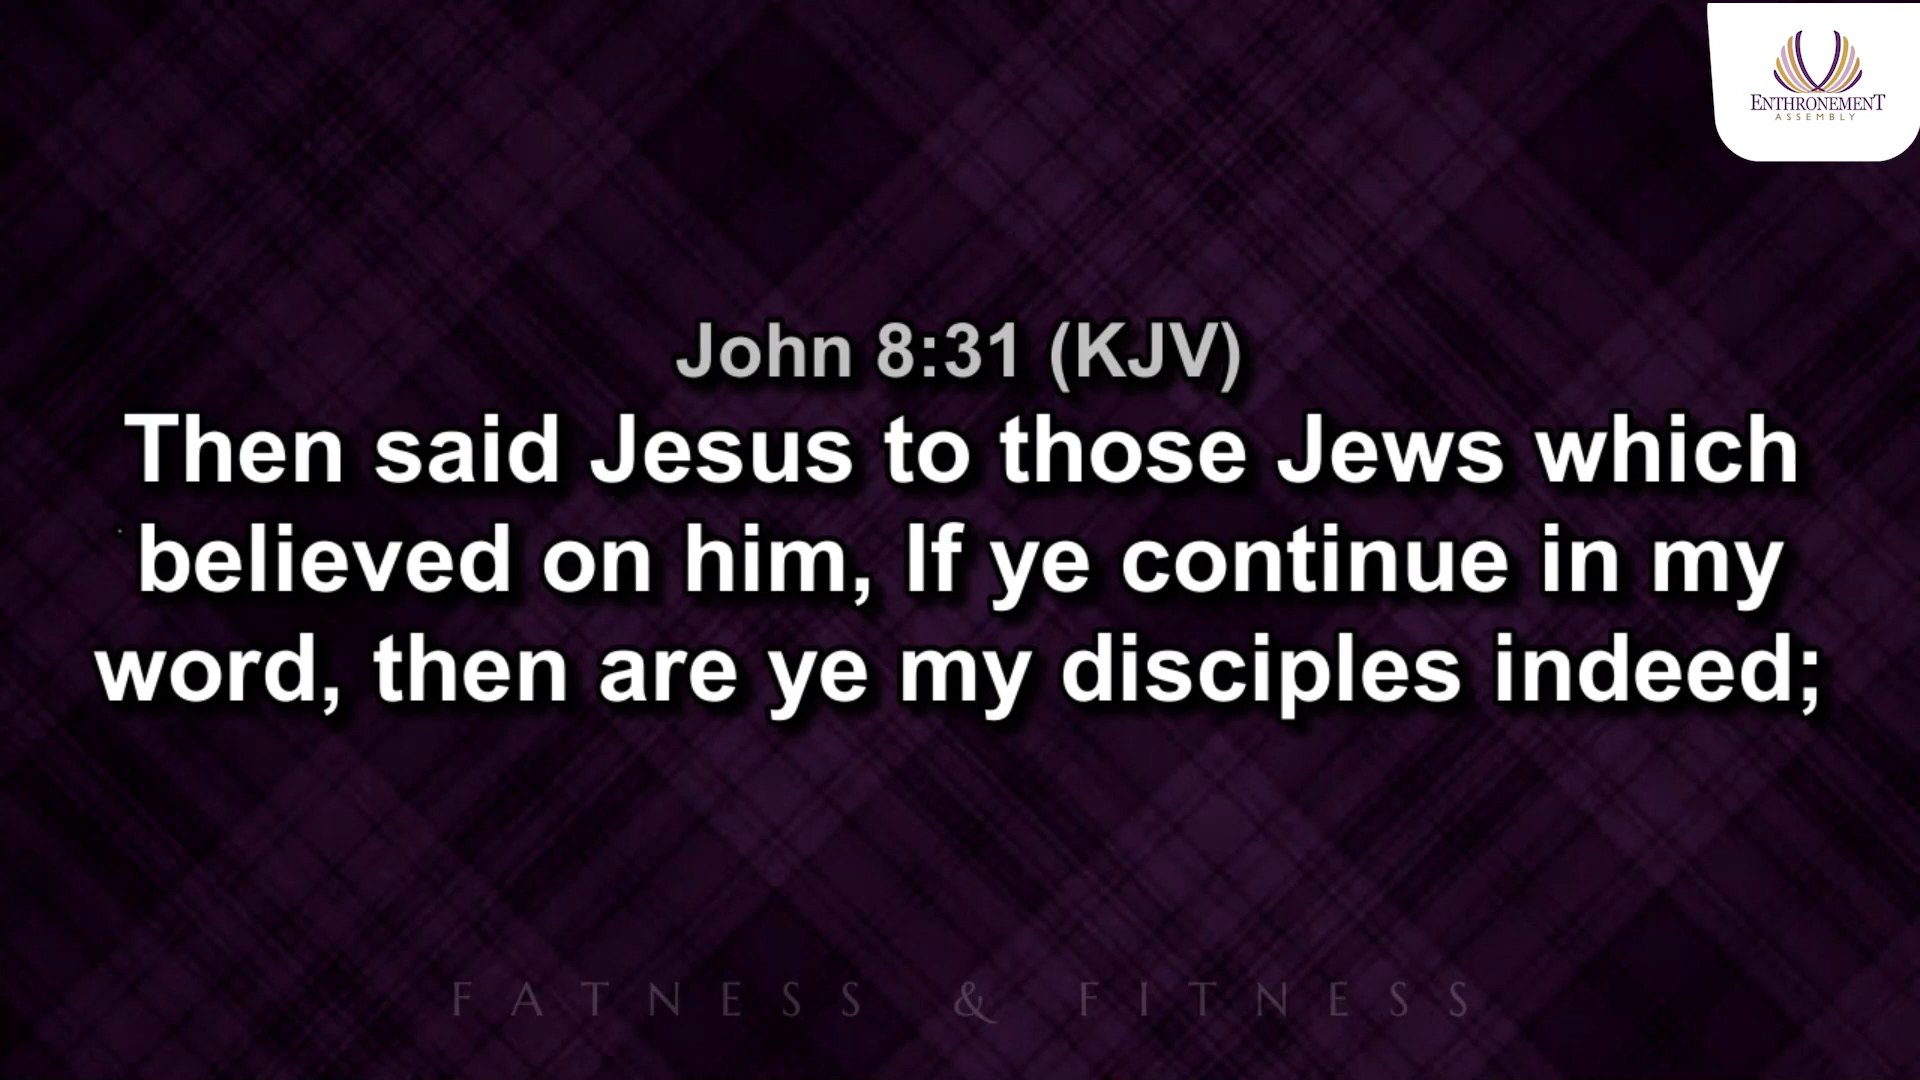 ENTHRONEMENT
ASSEMBLY
John 8:31 (KJV)
Then said Jesus to those Jews which
believed on him, If ye continue in my
word, then are ye my disciples indeed;
FATNESS & FITNESS